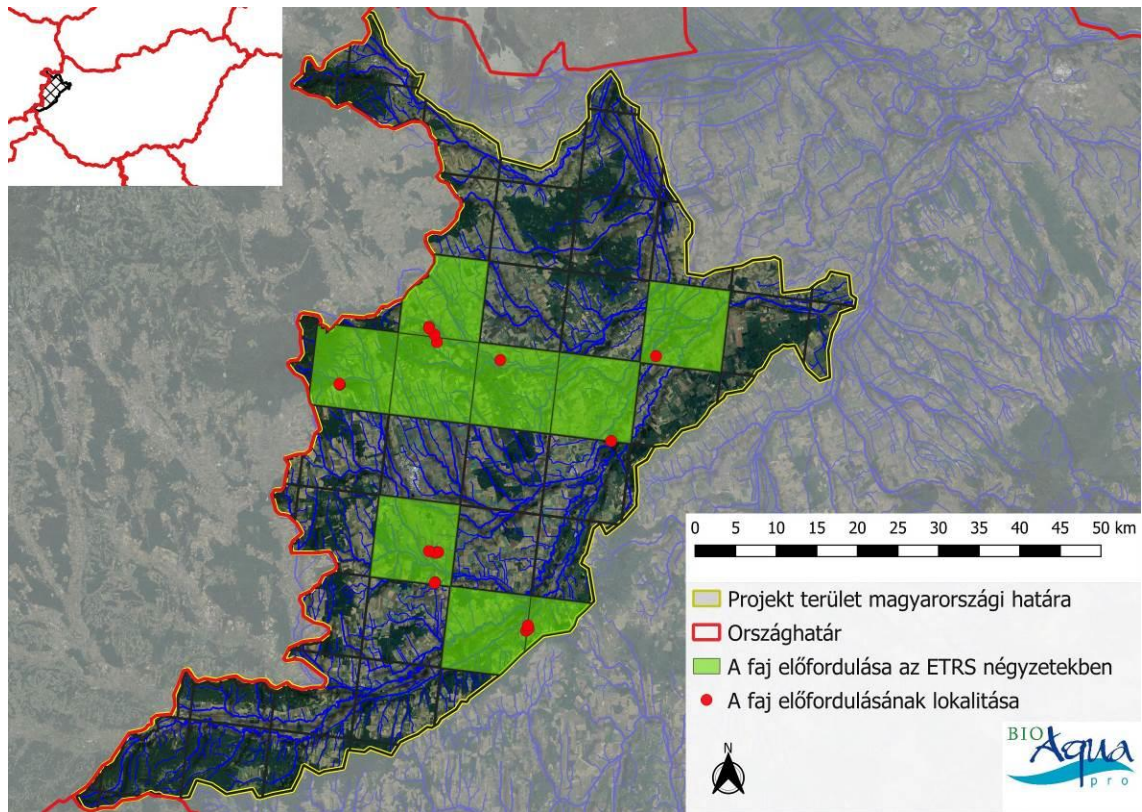 0 5 10 15 20 25 30 35 40 45 50 km
Projekt terület magyarországi határa
Országhatár
A faj előfordulása az ETRS négyzetekben
A faj előfordulásának lokalitása
N
BIO
Aqua
pro